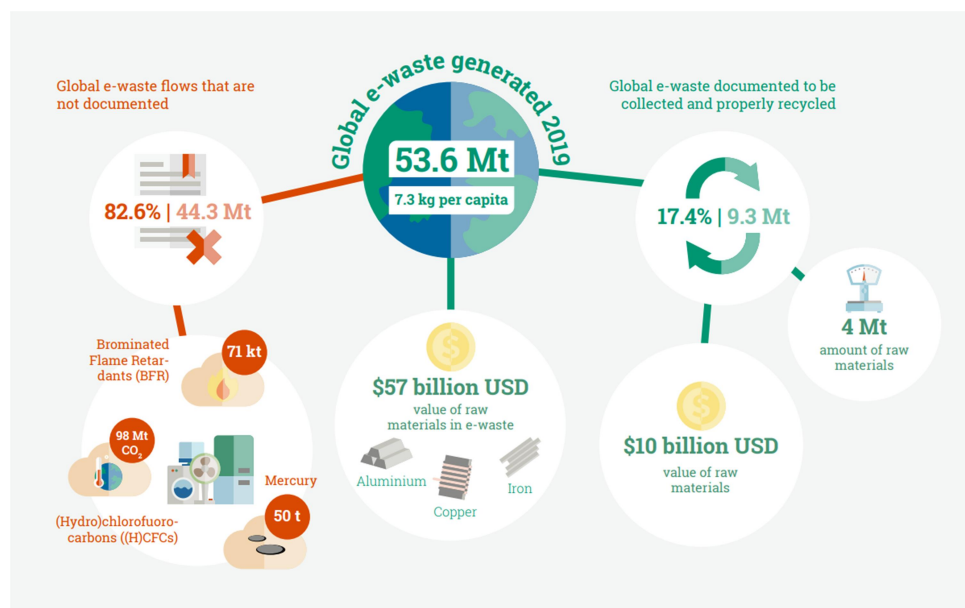 Global e-waste generated 2019
53.6 Mt
7.3 kg per capita
Global e-waste flows that are
not documented
82.6% | 44.3 Mt
Brominated
Flame Retar-
dants (BFR)
71 kt
98 Mt
CO₂
(Hydro)chlorofuoro-
carbons ((H)CFCs)
Mercury
50 t
$57 billion USD
value of raw
materials in e-waste
Aluminium
Copper
Iron
Global e-waste documented to be
collected and properly recycled
17.4% | 9.3 Mt
4 Mt
amount of raw
materials
$10 billion USD
value of raw
materials